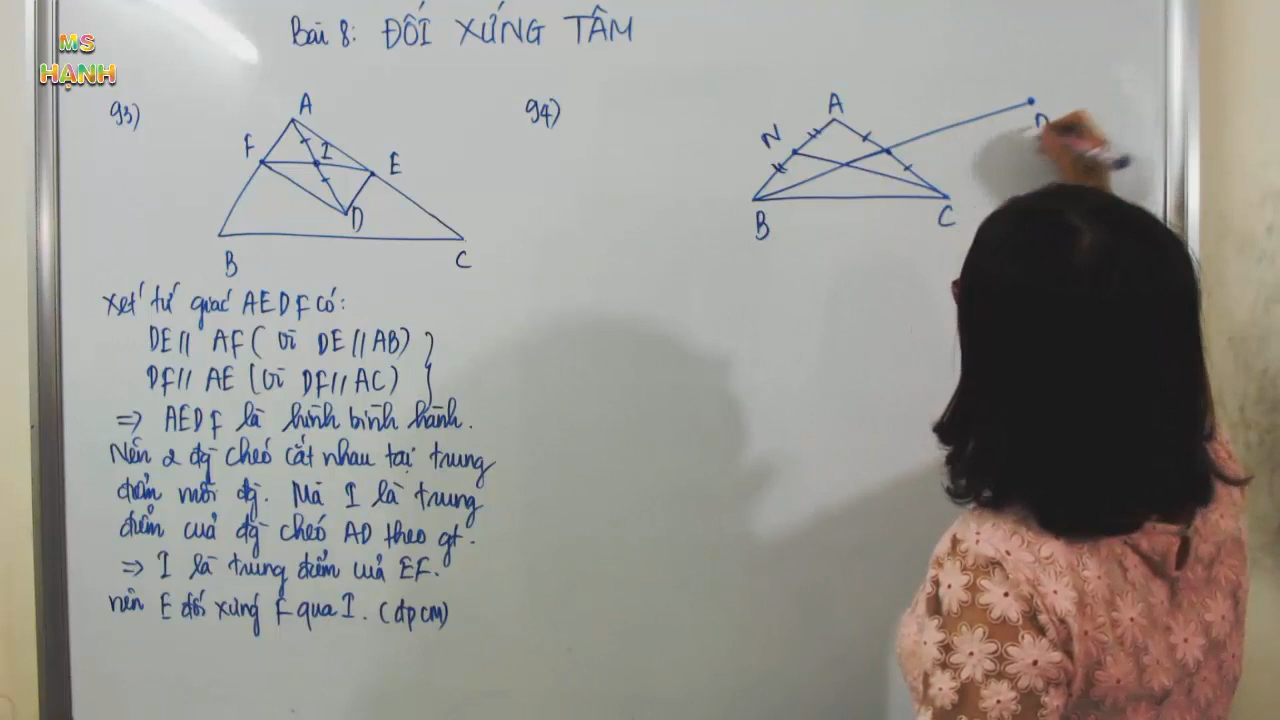 MS
HẠNH
Bài 8: ĐỐI XỨNG TÂM
93)
A
F
I
E
D
B
C
Xét tứ giác AEDF có:
DE // AF ( vì DE // AB)
DF // AE (vì DF // AC)
=> AEDF là hình bình hành.
Nên 2 đg chéo cắt nhau tại trung
điểm mỗi đg. Mà I là trung
điểm của đg chéo AD theo gt.
=> I là trung điểm của EF.
nên E đối xứng F qua I. (đpcm)
94)
A
N
B
C